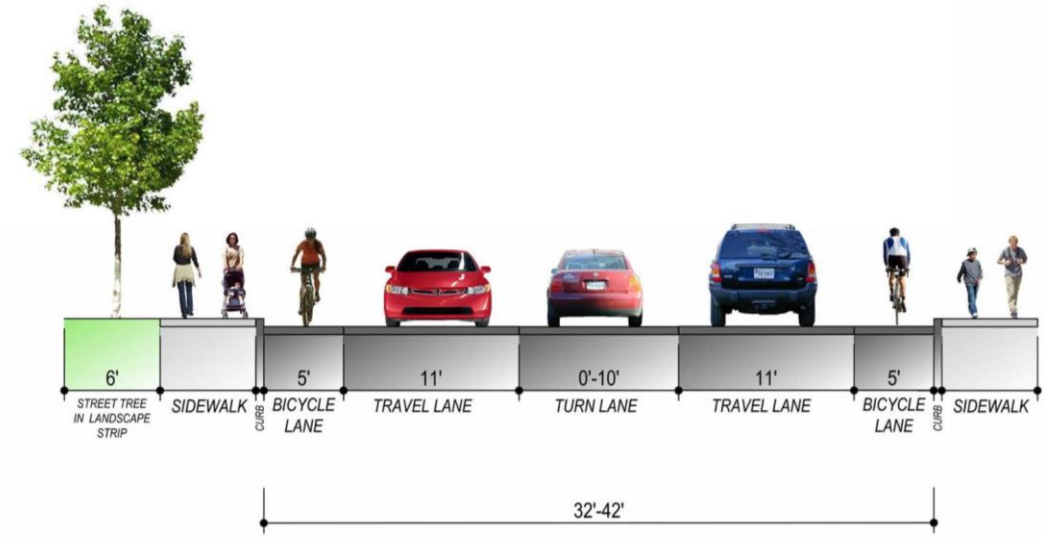 6'
5'
11'
0'-10'
11'
5'
STREET TREE
IN LANDSCAPE
STRIP
SIDEWALK
CURB
BICYCLE
LANE
TRAVEL LANE
TURN LANE
TRAVEL LANE
BICYCLE
LANE
CURB
SIDEWALK
32'-42'